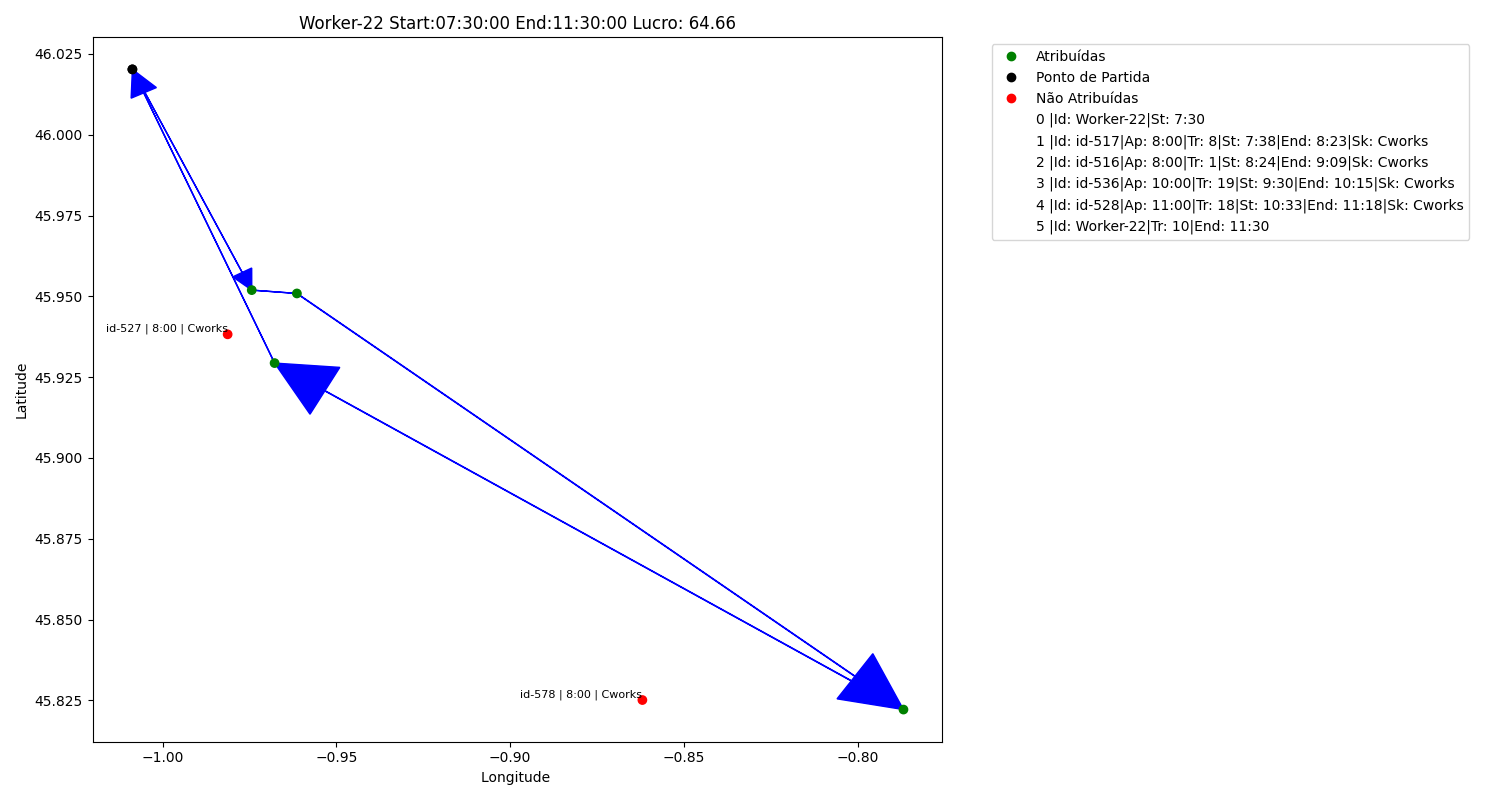 Worker-22 Start:07:30:00 End:11:30:00 Lucro: 64.66
46.025
46.000
45.975
45.950
45.925
45.900
45.875
45.850
45.825
Latitude
id-527 | 8:00 | Cworks
id-578 | 8:00 | Cworks
−1.00
−0.95
−0.90
−0.85
−0.80
Longitude
Atribuídas
Ponto de Partida
Não Atribuídas
0 |Id: Worker-22|St: 7:30
1 |Id: id-517|Ap: 8:00|Tr: 8|St: 7:38|End: 8:23|Sk: Cworks
2 |Id: id-516|Ap: 8:00|Tr: 1|St: 8:24|End: 9:09|Sk: Cworks
3 |Id: id-536|Ap: 10:00|Tr: 19|St: 9:30|End: 10:15|Sk: Cworks
4 |Id: id-528|Ap: 11:00|Tr: 18|St: 10:33|End: 11:18|Sk: Cworks
5 |Id: Worker-22|Tr: 10|End: 11:30